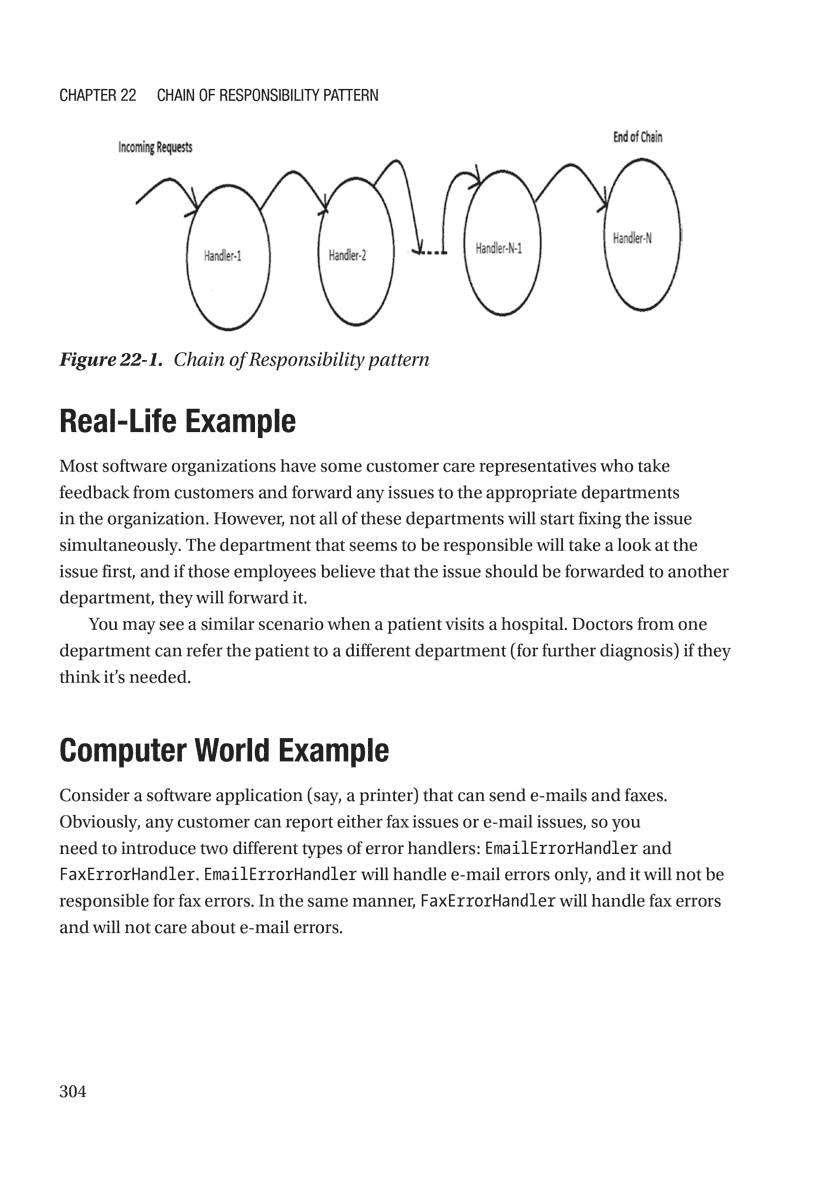 CHAPTER 22 CHAIN OF RESPONSIBILITY PATTERN
Incoming Requests
End of Chain
Handler-1
Handler-2
Handler-N-1
Handler-N
Figure 22-1. Chain of Responsibility pattern
Real-Life Example
Most software organizations have some customer care representatives who take
feedback from customers and forward any issues to the appropriate departments
in the organization. However, not all of these departments will start fixing the issue
simultaneously. The department that seems to be responsible will take a look at the
issue first, and if those employees believe that the issue should be forwarded to another
department, they will forward it.
You may see a similar scenario when a patient visits a hospital. Doctors from one
department can refer the patient to a different department (for further diagnosis) if they
think it’s needed.
Computer World Example
Consider a software application (say, a printer) that can send e-mails and faxes.
Obviously, any customer can report either fax issues or e-mail issues, so you
need to introduce two different types of error handlers: EmailErrorHandler and
FaxErrorHandler. EmailErrorHandler will handle e-mail errors only, and it will not be
responsible for fax errors. In the same manner, FaxErrorHandler will handle fax errors
and will not care about e-mail errors.
304